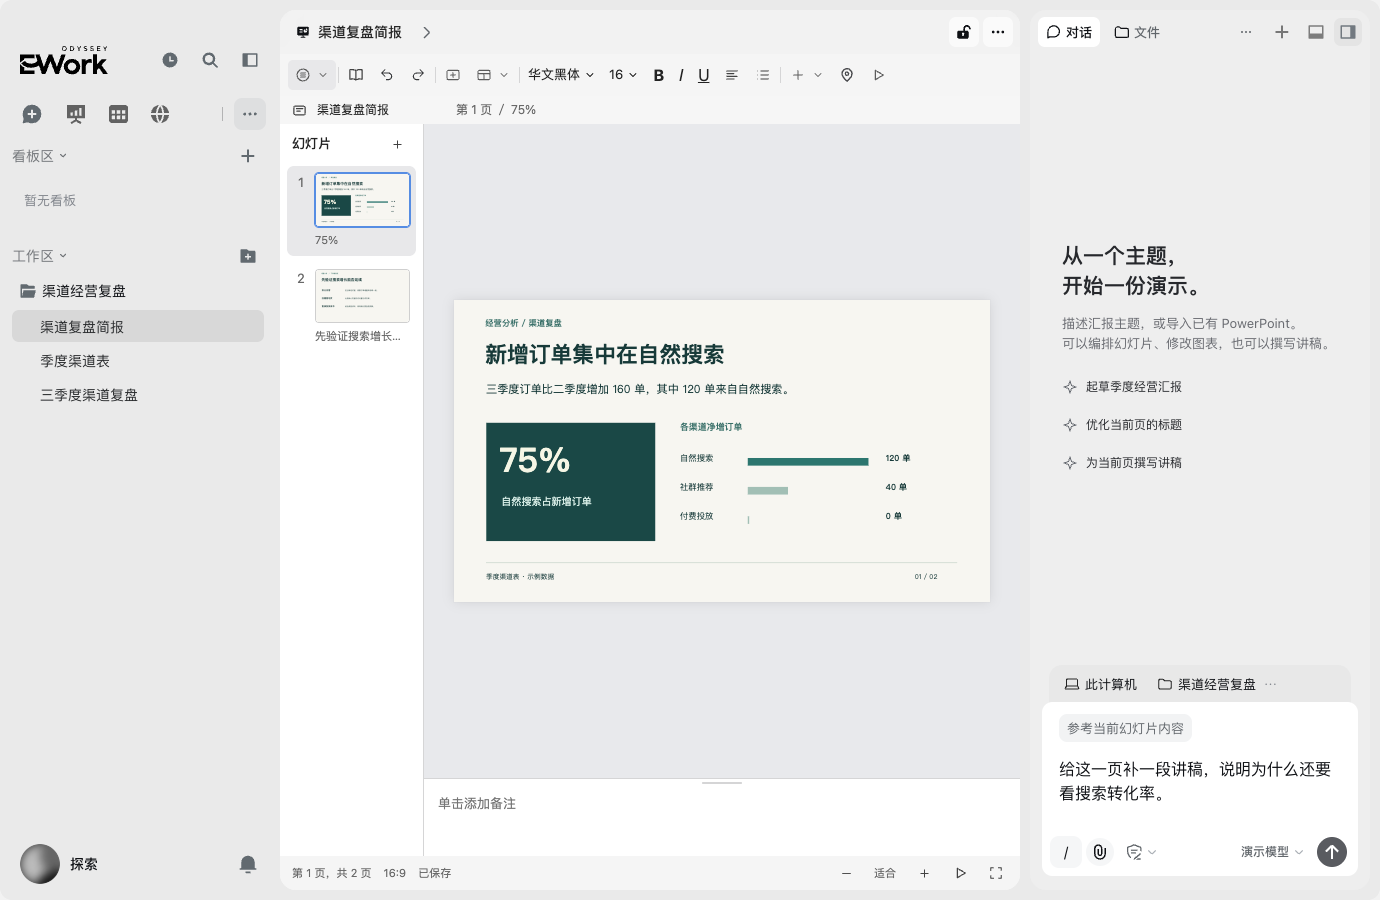 ODYSSEY
EWork
看板区
暂无看板
工作区
渠道经营复盘
渠道复盘简报
季度渠道表
三季度渠道复盘
探索
渠道复盘简报
华文黑体
16
B
I
U
渠道复盘简报
第 1 页 / 75%
幻灯片
1
新增订单集中在自然搜索
75%
75%
2
先验证搜索增长...
经营分析 / 渠道复盘
新增订单集中在自然搜索
三季度订单比二季度增加 160 单，其中 120 单来自自然搜索。
75%
自然搜索占新增订单
各渠道净增订单
自然搜索 120 单
社群推荐 40 单
付费投放 0 单
季度渠道表 · 示例数据
01 / 02
单击添加备注
第 1 页，共 2 页 16:9 已保存
适合
对话
文件
从一个主题，
开始一份演示。
描述汇报主题，或导入已有 PowerPoint。
可以编排幻灯片、修改图表，也可以撰写讲稿。
起草季度经营汇报
优化当前页的标题
为当前页撰写讲稿
此计算机
渠道经营复盘
参考当前幻灯片内容
给这一页补一段讲稿，说明为什么还要
看搜索转化率。
/
演示模型